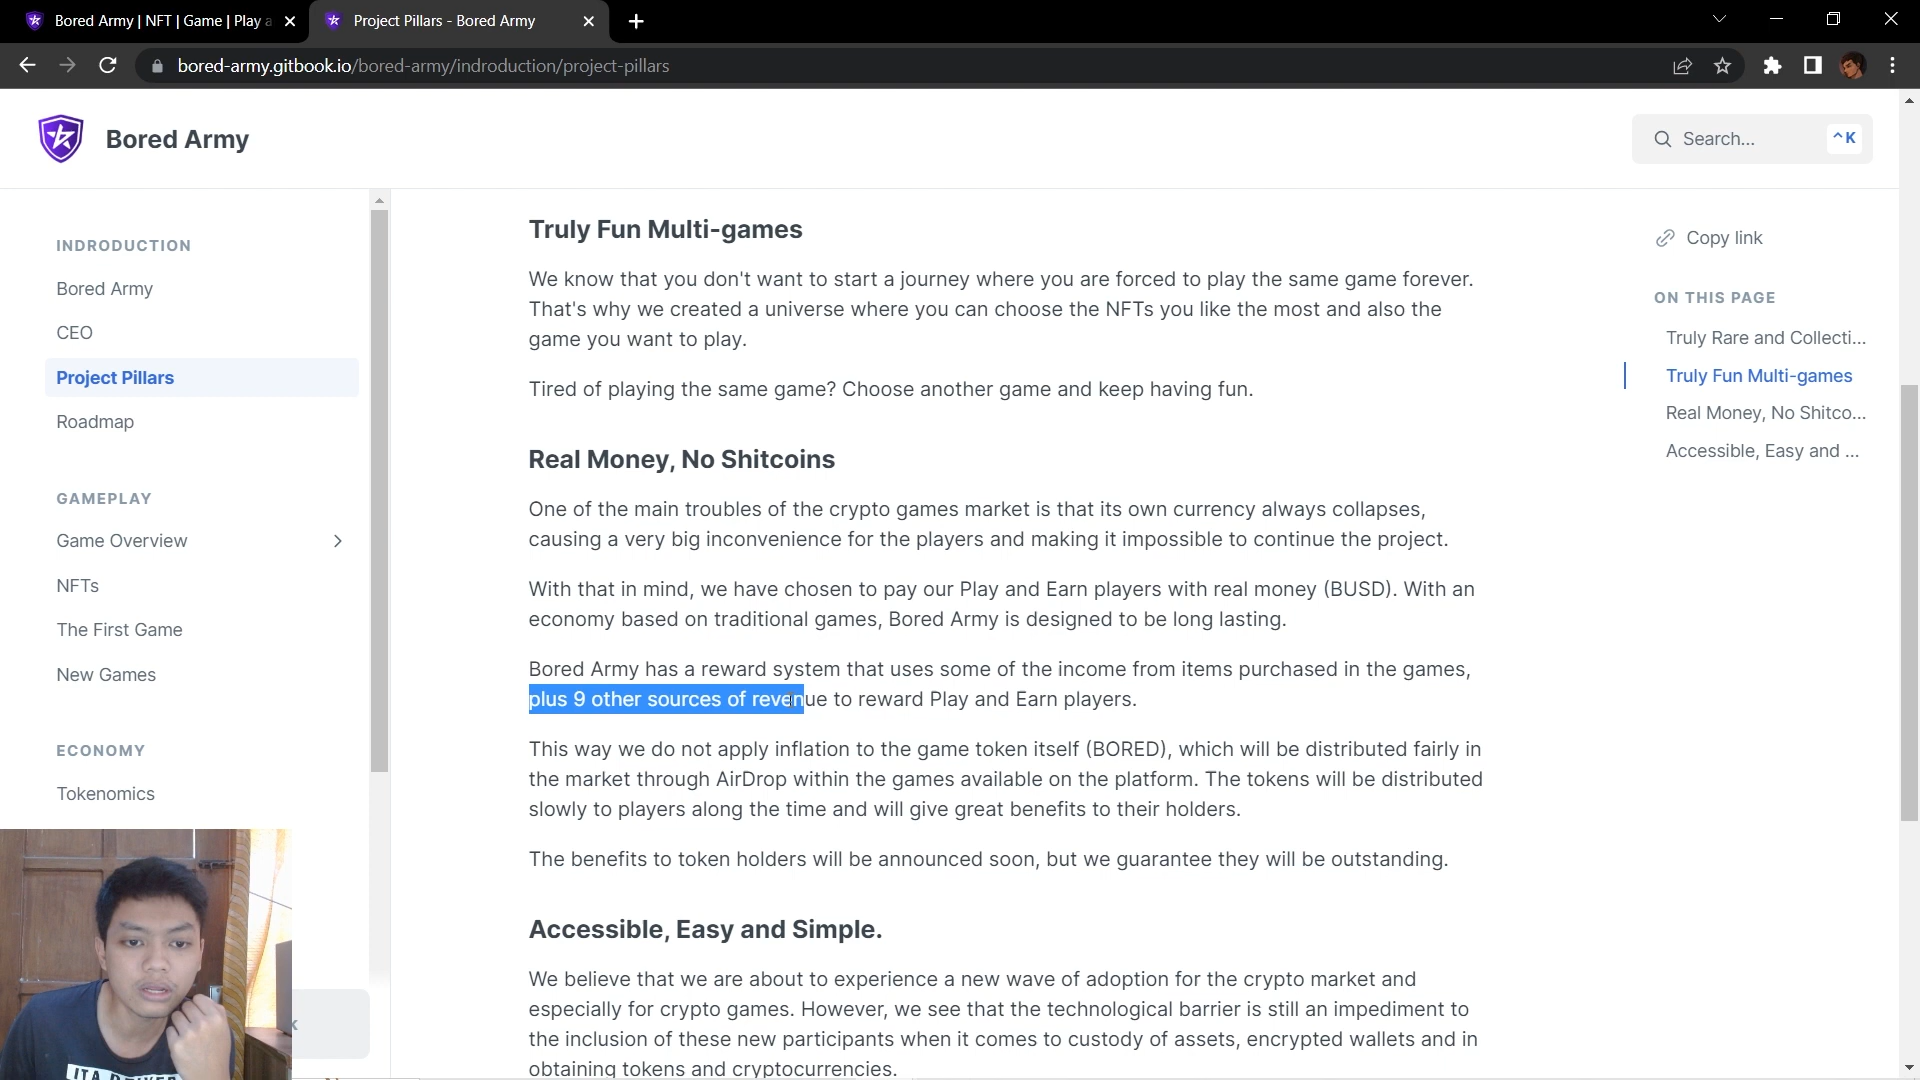 Bored Army | NFT | Game | Play a
Project Pillars - Bored Army
bored-army.gitbook.io/bored-army/indroduction/project-pillars
Bored Army
Search...
^K
INDRODUCTION
Bored Army
CEO
Project Pillars
Roadmap
GAMEPLAY
Game Overview
NFTs
The First Game
New Games
ECONOMY
Tokenomics
Truly Fun Multi-games
We know that you don't want to start a journey where you are forced to play the same game forever.
That's why we created a universe where you can choose the NFTs you like the most and also the
game you want to play.
Tired of playing the same game? Choose another game and keep having fun.
Real Money, No Shitcoins
One of the main troubles of the crypto games market is that its own currency always collapses,
causing a very big inconvenience for the players and making it impossible to continue the project.
With that in mind, we have chosen to pay our Play and Earn players with real money (BUSD). With an
economy based on traditional games, Bored Army is designed to be long lasting.
Bored Army has a reward system that uses some of the income from items purchased in the games,
plus 9 other sources of revenue to reward Play and Earn players.
This way we do not apply inflation to the game token itself (BORED), which will be distributed fairly in
the market through AirDrop within the games available on the platform. The tokens will be distributed
slowly to players along the time and will give great benefits to their holders.
The benefits to token holders will be announced soon, but we guarantee they will be outstanding.
Accessible, Easy and Simple.
We believe that we are about to experience a new wave of adoption for the crypto market and
especially for crypto games. However, we see that the technological barrier is still an impediment to
the inclusion of these new participants when it comes to custody of assets, encrypted wallets and in
obtaining tokens and cryptocurrencies.
Copy link
ON THIS PAGE
Truly Rare and Collecti...
Truly Fun Multi-games
Real Money, No Shitco...
Accessible, Easy and ...